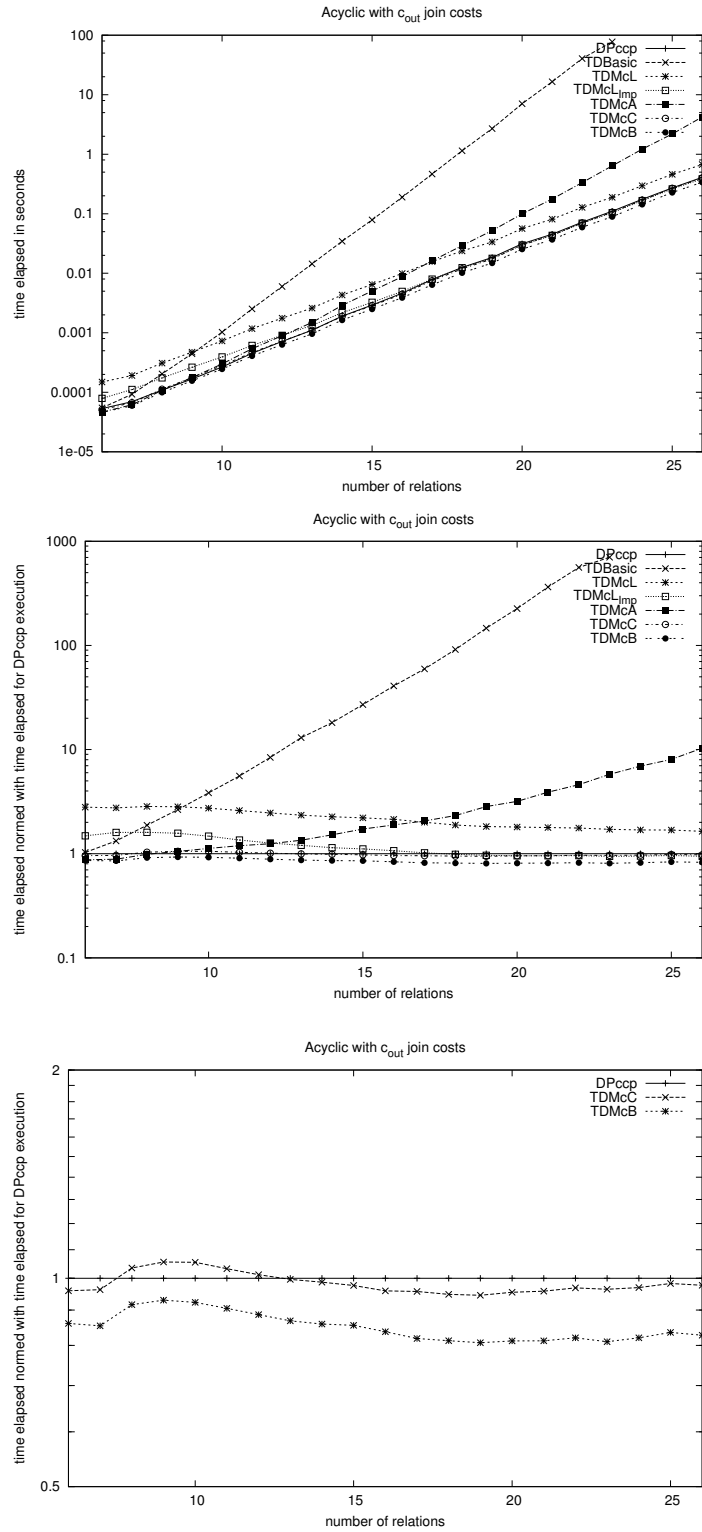 Acyclic with c_out join costs
100
10
1
0.1
0.01
0.001
0.0001
1e-05
10
15
20
25
time elapsed in seconds
number of relations
DPccp
TDBasic
TDMcL
TDMcL_Imp
TDMcA
TDMcC
TDMcB
Acyclic with c_out join costs
1000
100
10
1
0.1
10
15
20
25
time elapsed normed with time elapsed for DPccp execution
number of relations
DPccp
TDBasic
TDMcL
TDMcL_Imp
TDMcA
TDMcC
TDMcB
Acyclic with c_out join costs
2
1
0.5
10
15
20
25
time elapsed normed with time elapsed for DPccp execution
number of relations
DPccp
TDMcC
TDMcB